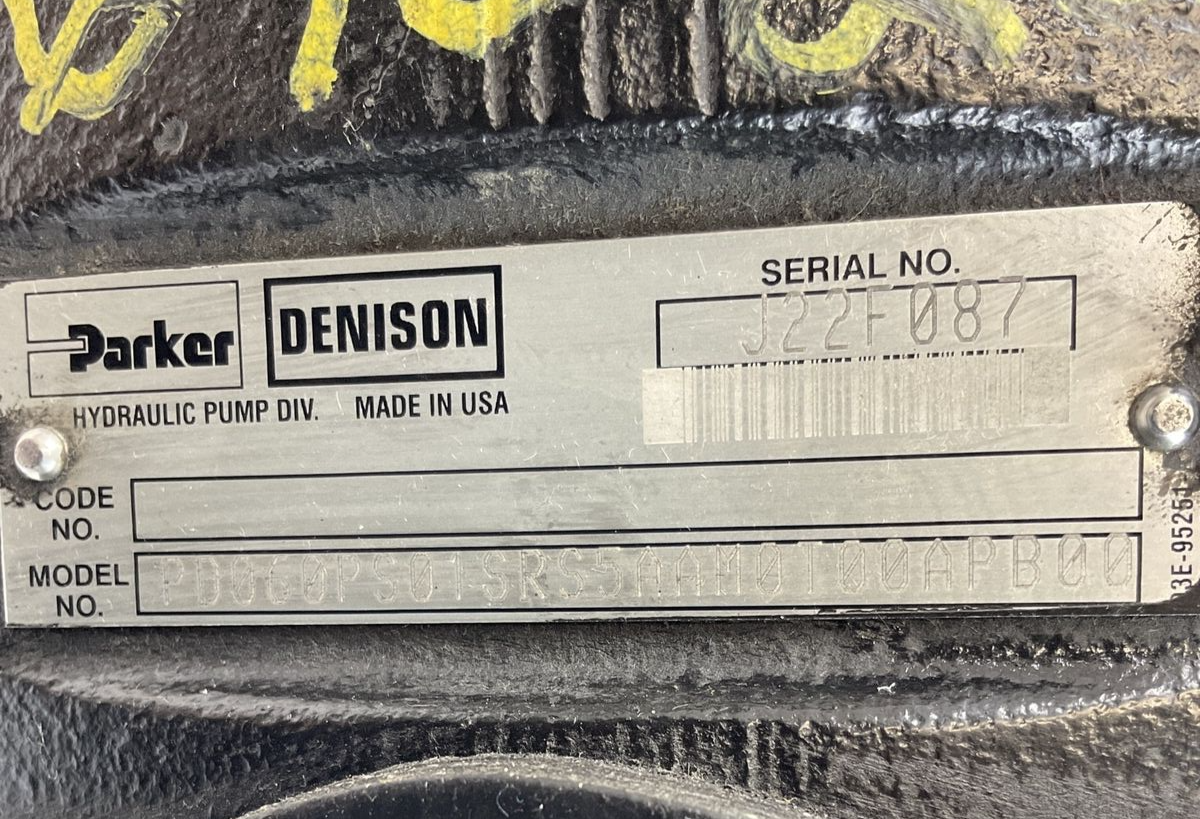 Parker DENISON
HYDRAULIC PUMP DIV. MADE IN USA
SERIAL NO.
J22F087
CODE NO.
MODEL NO. PD060PS01SRS5AAM0T00APB00